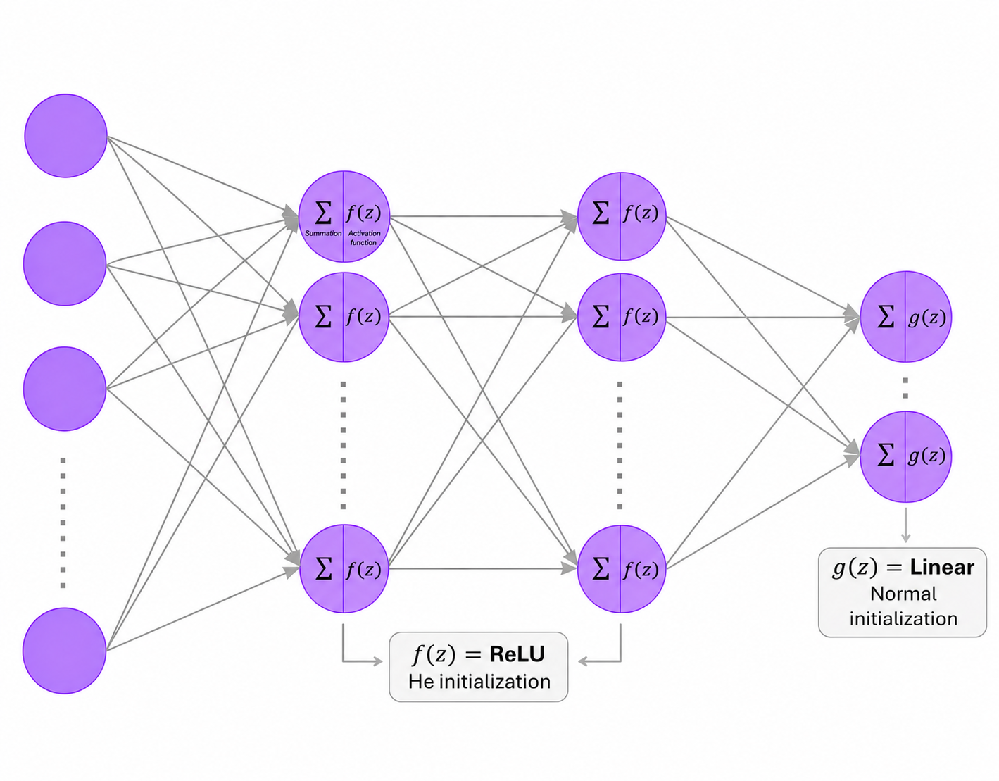 Σ f(z)
Summation Activation
function
Σ f(z)
Σ f(z)
Σ f(z)
Σ f(z)
Σ f(z)
Σ g(z)
Σ g(z)
f(z) = ReLU
He initialization
g(z) = Linear
Normal
initialization